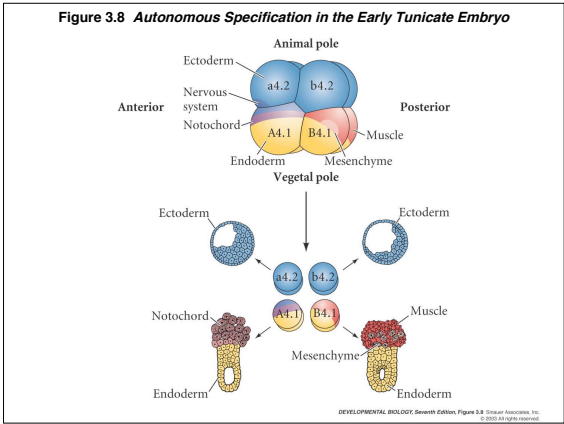 Figure 3.8 Autonomous Specification in the Early Tunicate Embryo
Animal pole
Ectoderm
a4.2
b4.2
Nervous
system
Anterior
Posterior
Notochord
A4.1
B4.1
Muscle
Endoderm
Mesenchyme
Vegetal pole
Ectoderm
Ectoderm
a4.2
b4.2
A4.1
B4.1
Notochord
Muscle
Mesenchyme
Endoderm
Endoderm
DEVELOPMENTAL BIOLOGY, Seventh Edition, Figure 3.8 Sinauer Associates, Inc.
© 2003 All rights reserved.